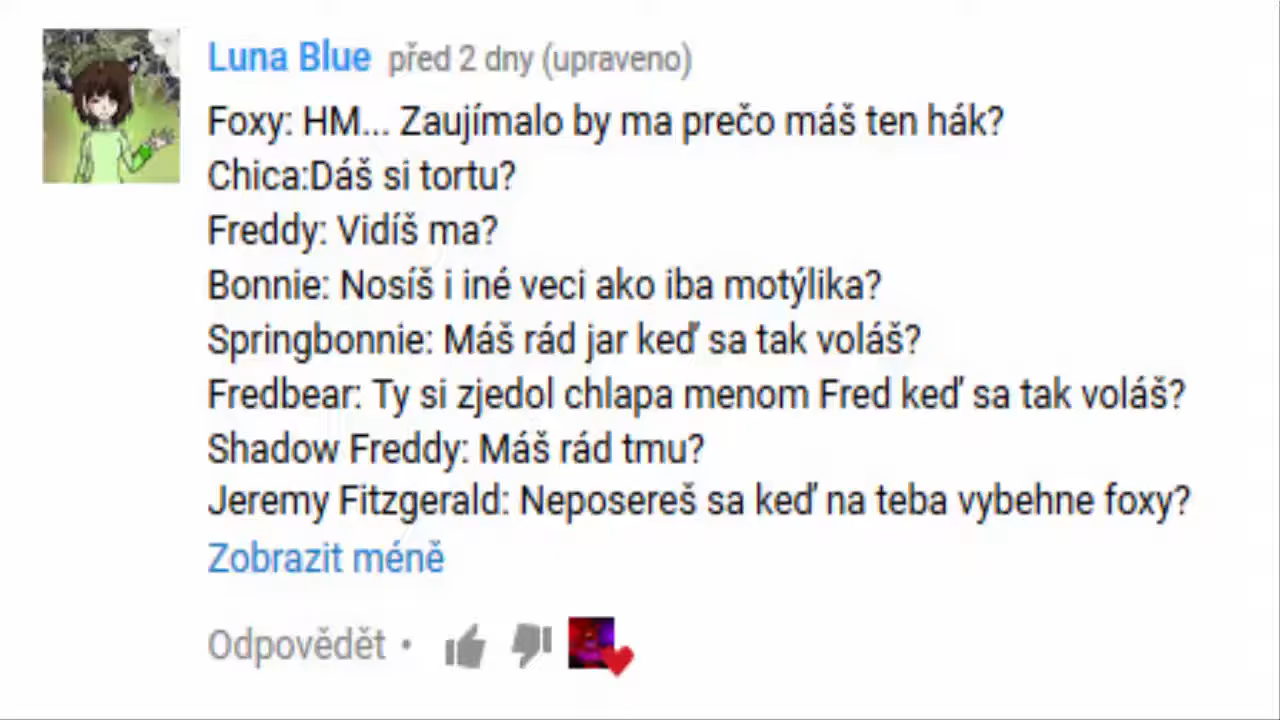 Luna Blue před 2 dny (upraveno)
Foxy: HM... Zaujímalo by ma prečo máš ten hák?
Chica:Dáš si tortu?
Freddy: Vidíš ma?
Bonnie: Nosíš i iné veci ako iba motýlika?
Springbonnie: Máš rád jar keď sa tak voláš?
Fredbear: Ty si zjedol chlapa menom Fred keď sa tak voláš?
Shadow Freddy: Máš rád tmu?
Jeremy Fitzgerald: Neposereš sa keď na teba vybehne foxy?
Zobrazit méně
Odpovědět •